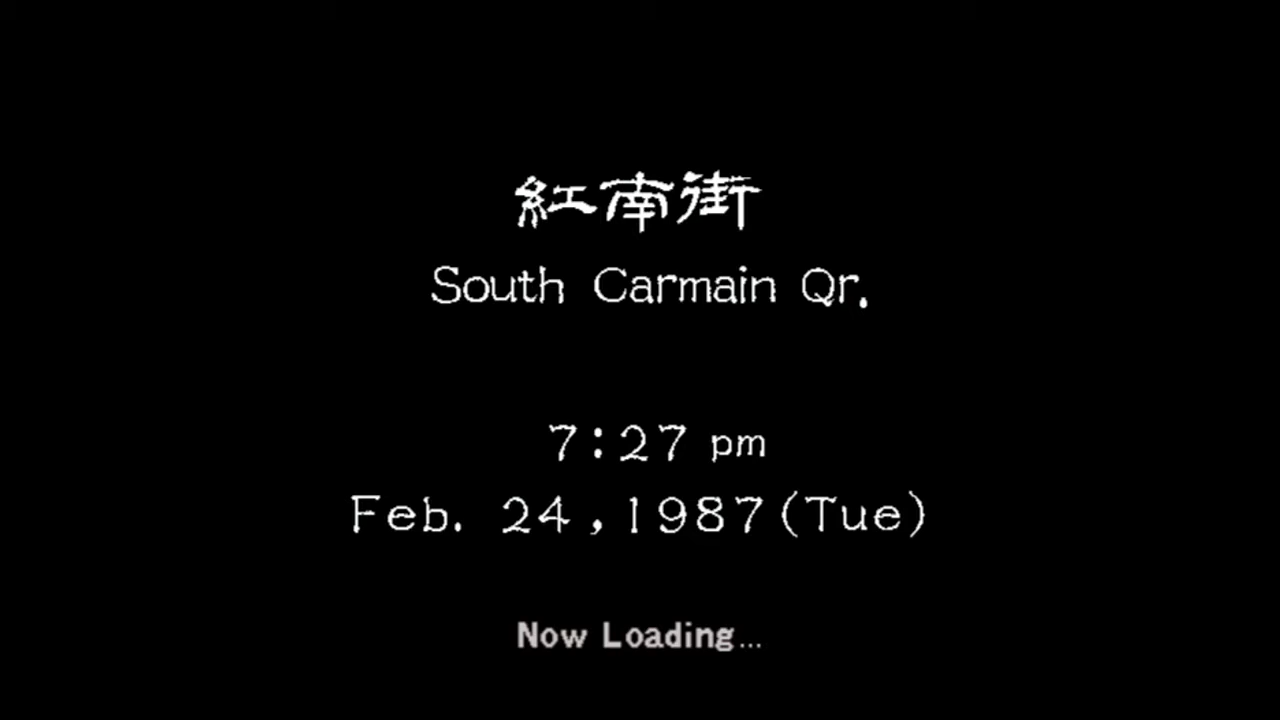 紅南街
South Carmain Qr.
7:27 pm
Feb. 24,1987(Tue)
Now Loading...